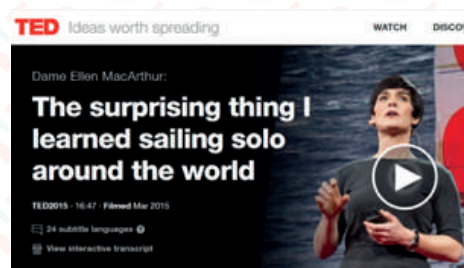 TED Ideas worth spreading
WATCH DISCOV
Dame Ellen MacArthur:
The surprising thing I
learned sailing solo
around the world
TED2015 · 16:47 · Filmed Mar 2015
24 subtitle languages
View interactive transcript